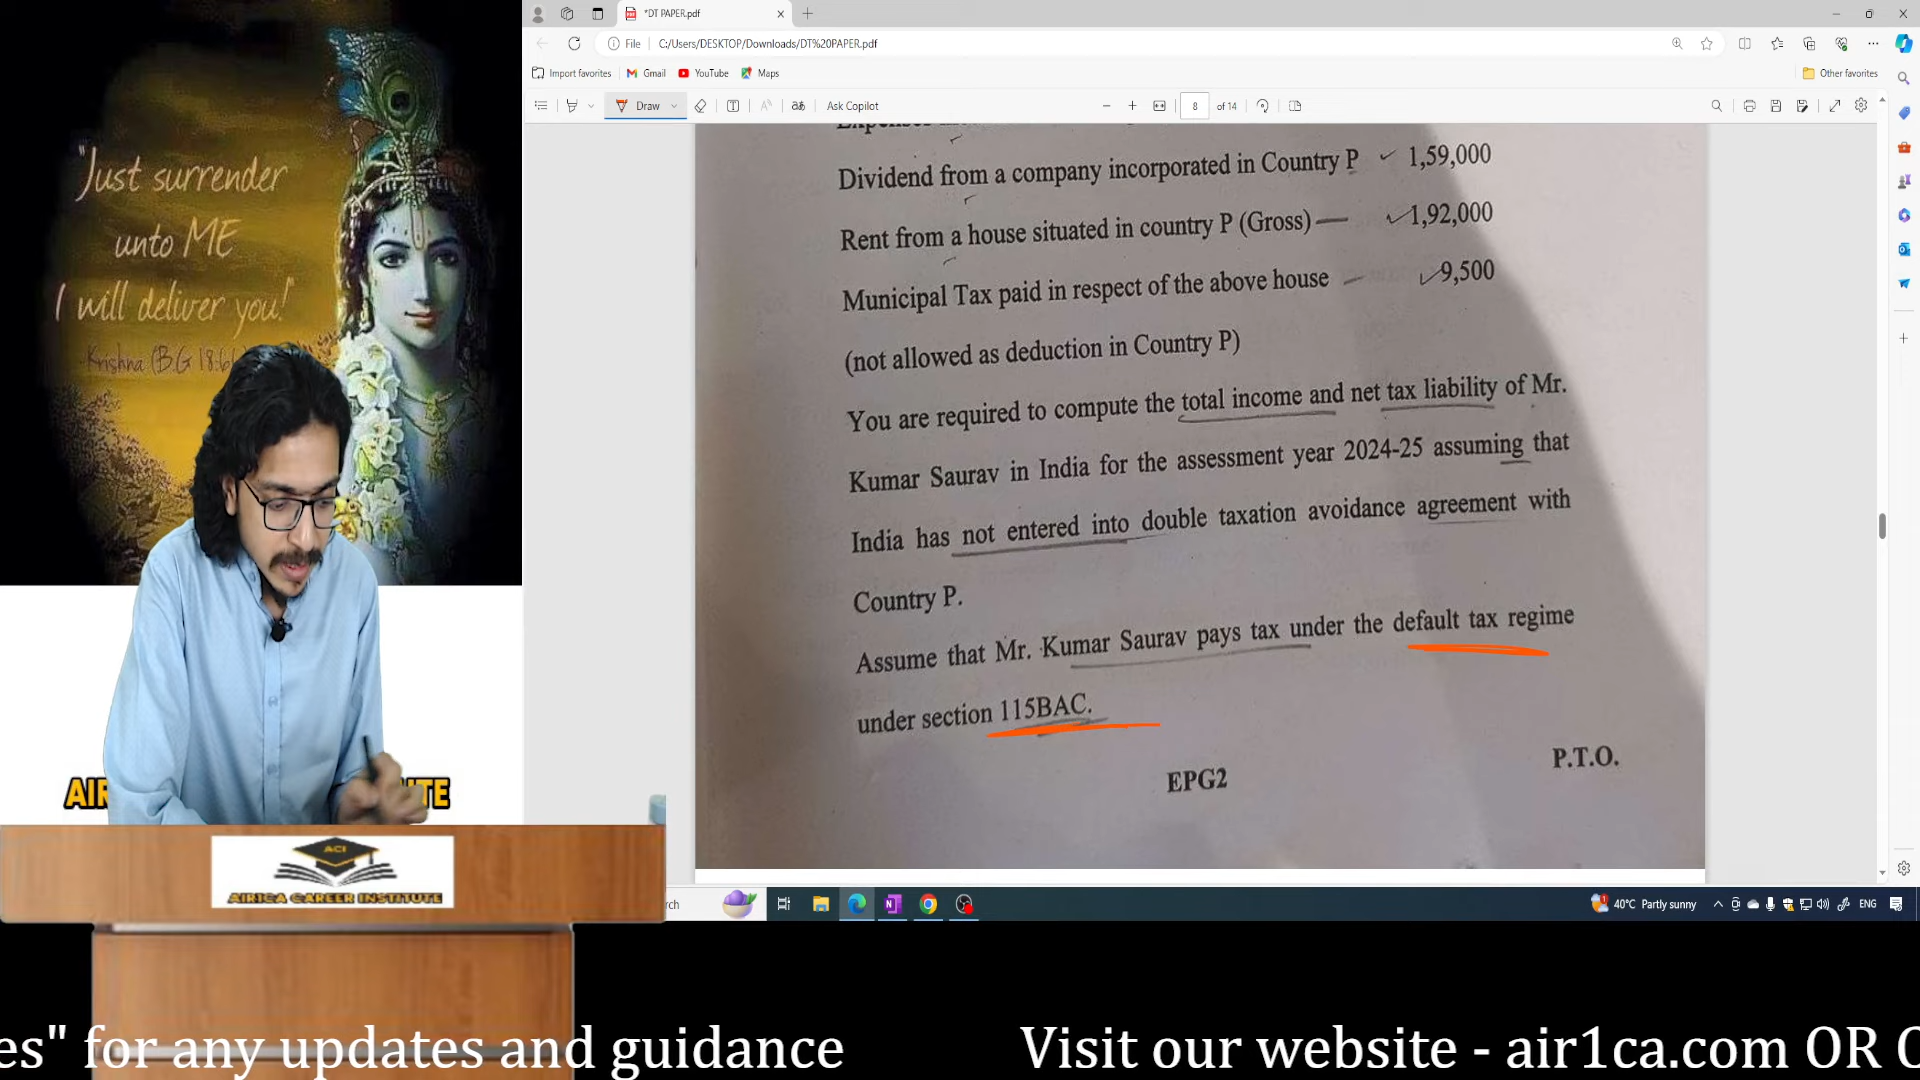 "Just surrender
unto ME
I will deliver you!"
Krishna (B.G 18:66)
ACI
AIR1CA CAREER INSTITUTE
*DT PAPER.pdf
File C:/Users/DESKTOP/Downloads/DT%20PAPER.pdf
Import favorites Gmail YouTube Maps Other favorites
Draw Ask Copilot 8 of 14
Dividend from a company incorporated in Country P 1,59,000
Rent from a house situated in country P (Gross) — 1,92,000
Municipal Tax paid in respect of the above house 9,500
(not allowed as deduction in Country P)
You are required to compute the total income and net tax liability of Mr.
Kumar Saurav in India for the assessment year 2024-25 assuming that
India has not entered into double taxation avoidance agreement with
Country P.
Assume that Mr. Kumar Saurav pays tax under the default tax regime
under section 115BAC.
EPG2
P.T.O.
rch 40°C Partly sunny ENG
es" for any updates and guidance Visit our website - air1ca.com OR